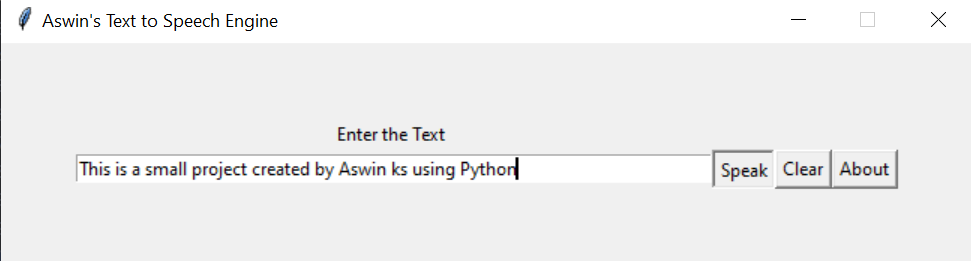 Aswin's Text to Speech Engine
Enter the Text
This is a small project created by Aswin ks using Python Speak Clear About